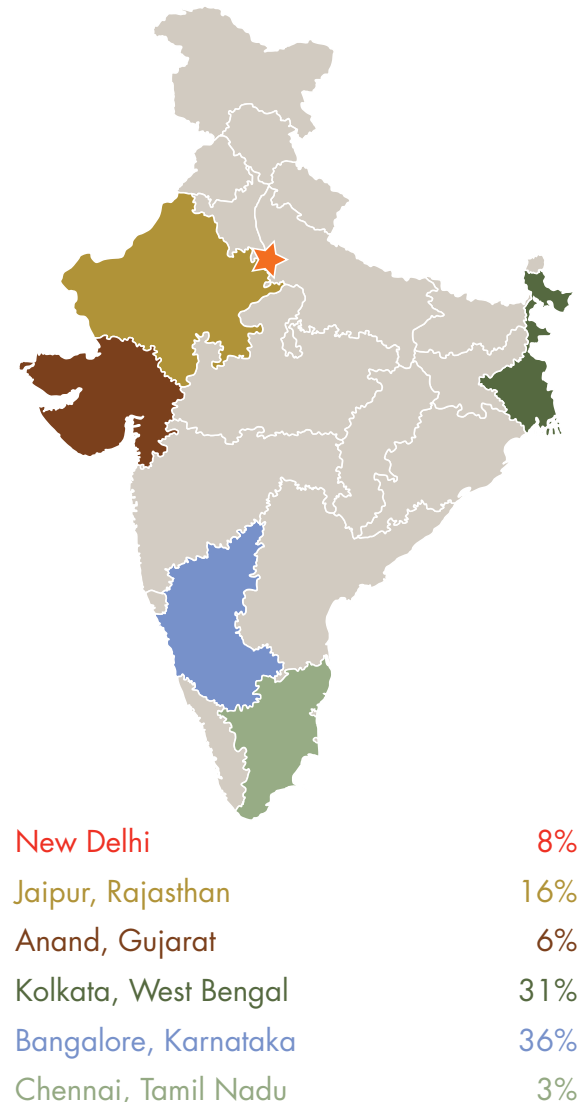 New Delhi 8%
Jaipur, Rajasthan 16%
Anand, Gujarat 6%
Kolkata, West Bengal 31%
Bangalore, Karnataka 36%
Chennai, Tamil Nadu 3%